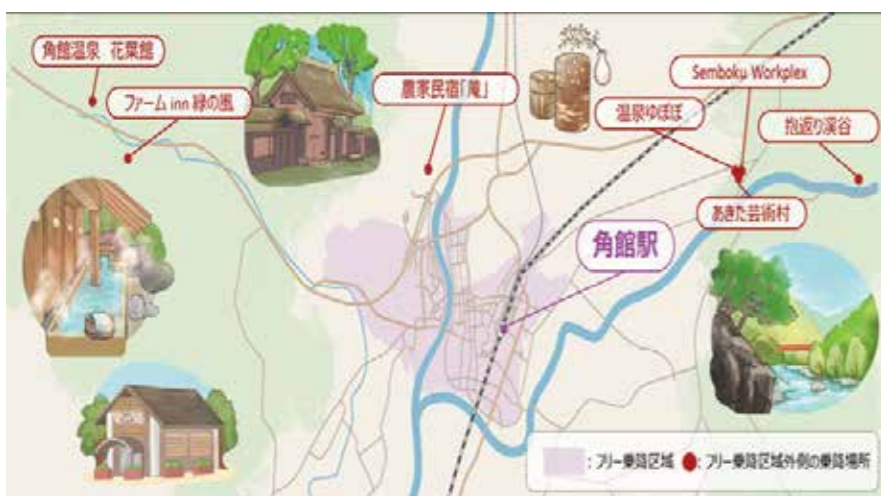 角館温泉 花葉館
ファーム inn 緑の風
農家民宿「庵」
Semboku Workplex
温泉ゆぽぽ
抱返り渓谷
あきた芸術村
角館駅
: フリー乗降区域
: フリー乗降区域外側の乗降場所